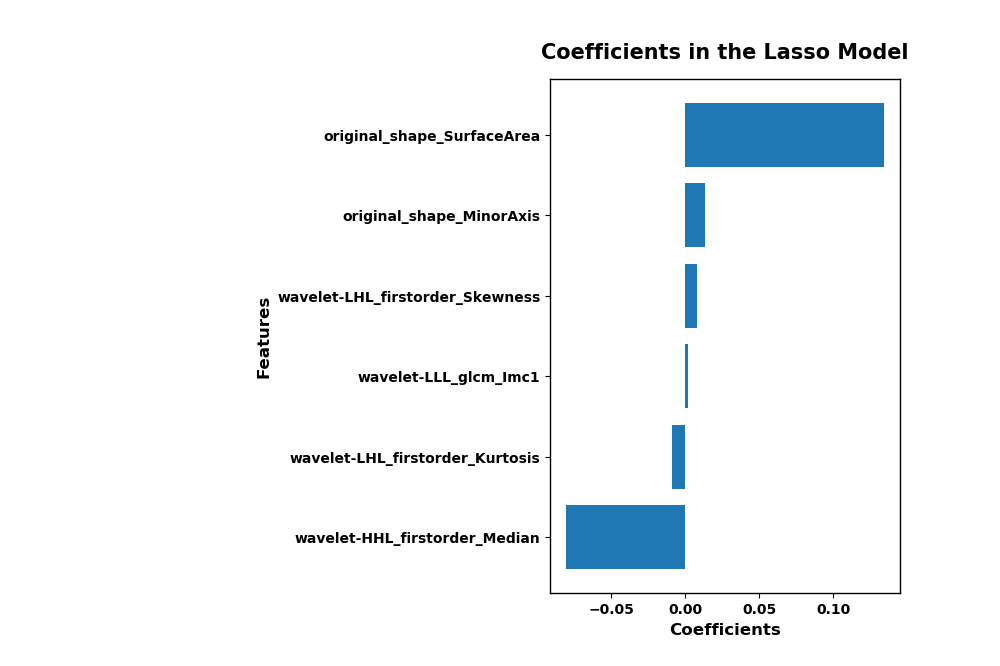 Coefficients in the Lasso Model
original_shape_SurfaceArea
original_shape_MinorAxis
wavelet-LHL_firstorder_Skewness
wavelet-LLL_glcm_Imc1
wavelet-LHL_firstorder_Kurtosis
wavelet-HHL_firstorder_Median
Features
−0.05 0.00 0.05 0.10
Coefficients